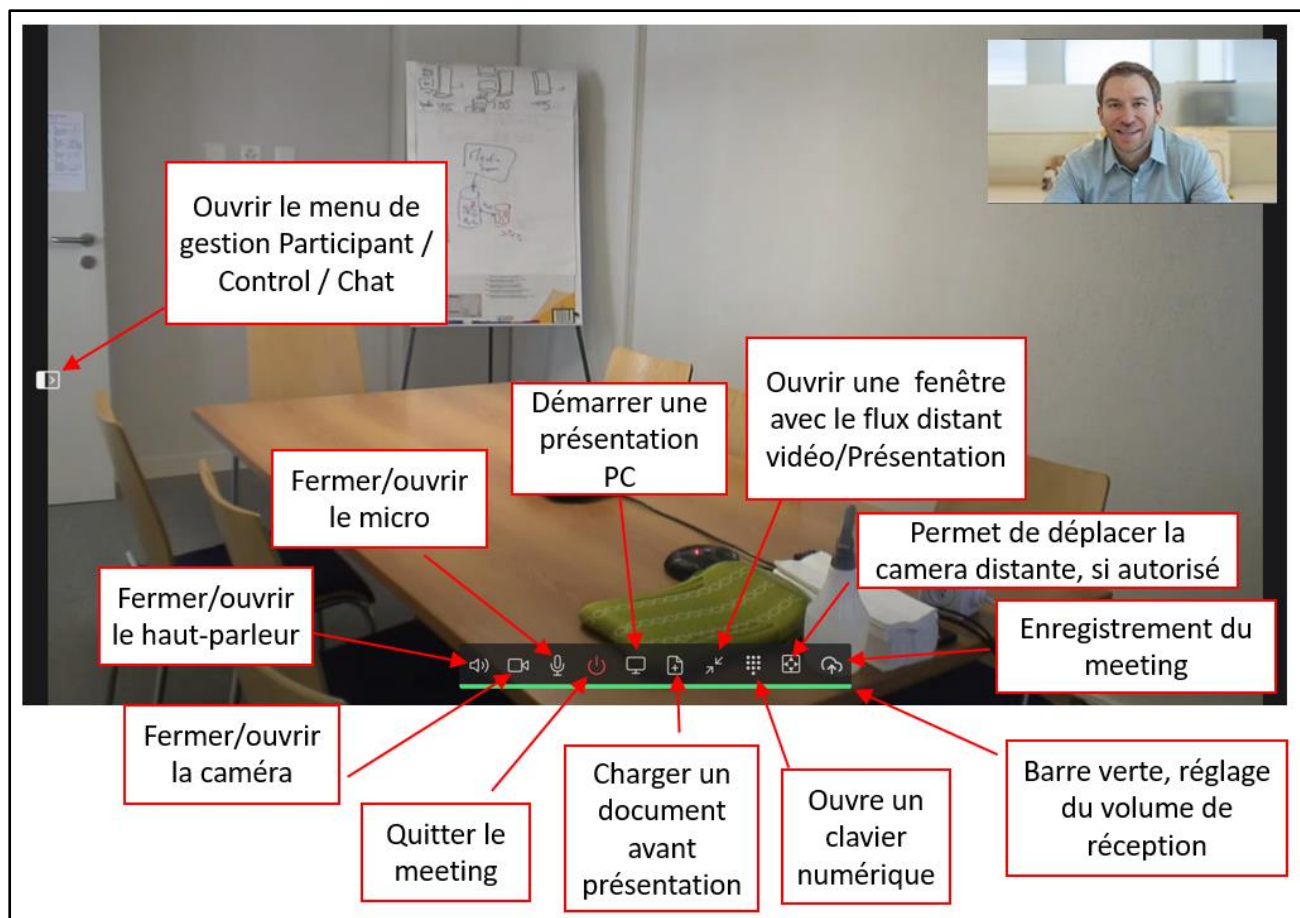 Ouvrir le menu de
gestion Participant /
Control / Chat
Démarrer une
présentation
PC
Ouvrir une fenêtre
avec le flux distant
vidéo/Présentation
Fermer/ouvrir
le micro
Permet de déplacer la
camera distante, si autorisé
Fermer/ouvrir
le haut-parleur
Enregistrement du
meeting
Fermer/ouvrir
la caméra
Quitter le
meeting
Charger un
document
avant
présentation
Ouvre un
clavier
numérique
Barre verte, réglage
du volume de
réception